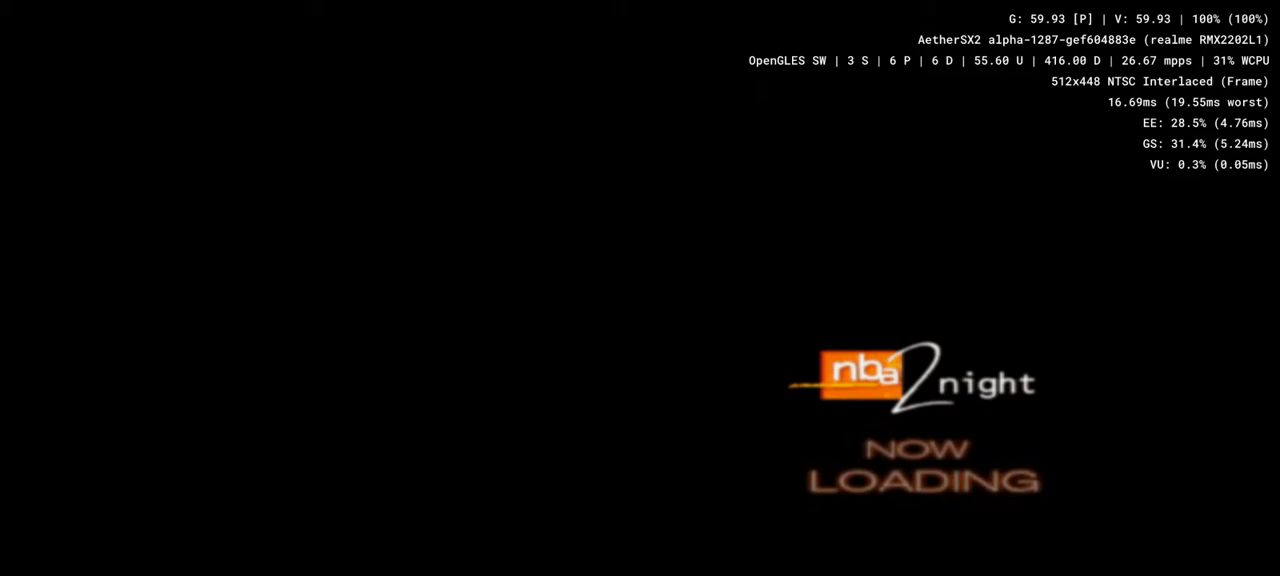 G: 59.93 [P] | V: 59.93 | 100% (100%)
AetherSX2 alpha-1287-gef604883e (realme RMX2202L1)
OpenGLES SW | 3 S | 6 P | 6 D | 55.60 U | 416.00 D | 26.67 mpps | 31% WCPU
512x448 NTSC Interlaced (Frame)
16.69ms (19.55ms worst)
EE: 28.5% (4.76ms)
GS: 31.4% (5.24ms)
VU: 0.3% (0.05ms)
nba2night
NOW
LOADING